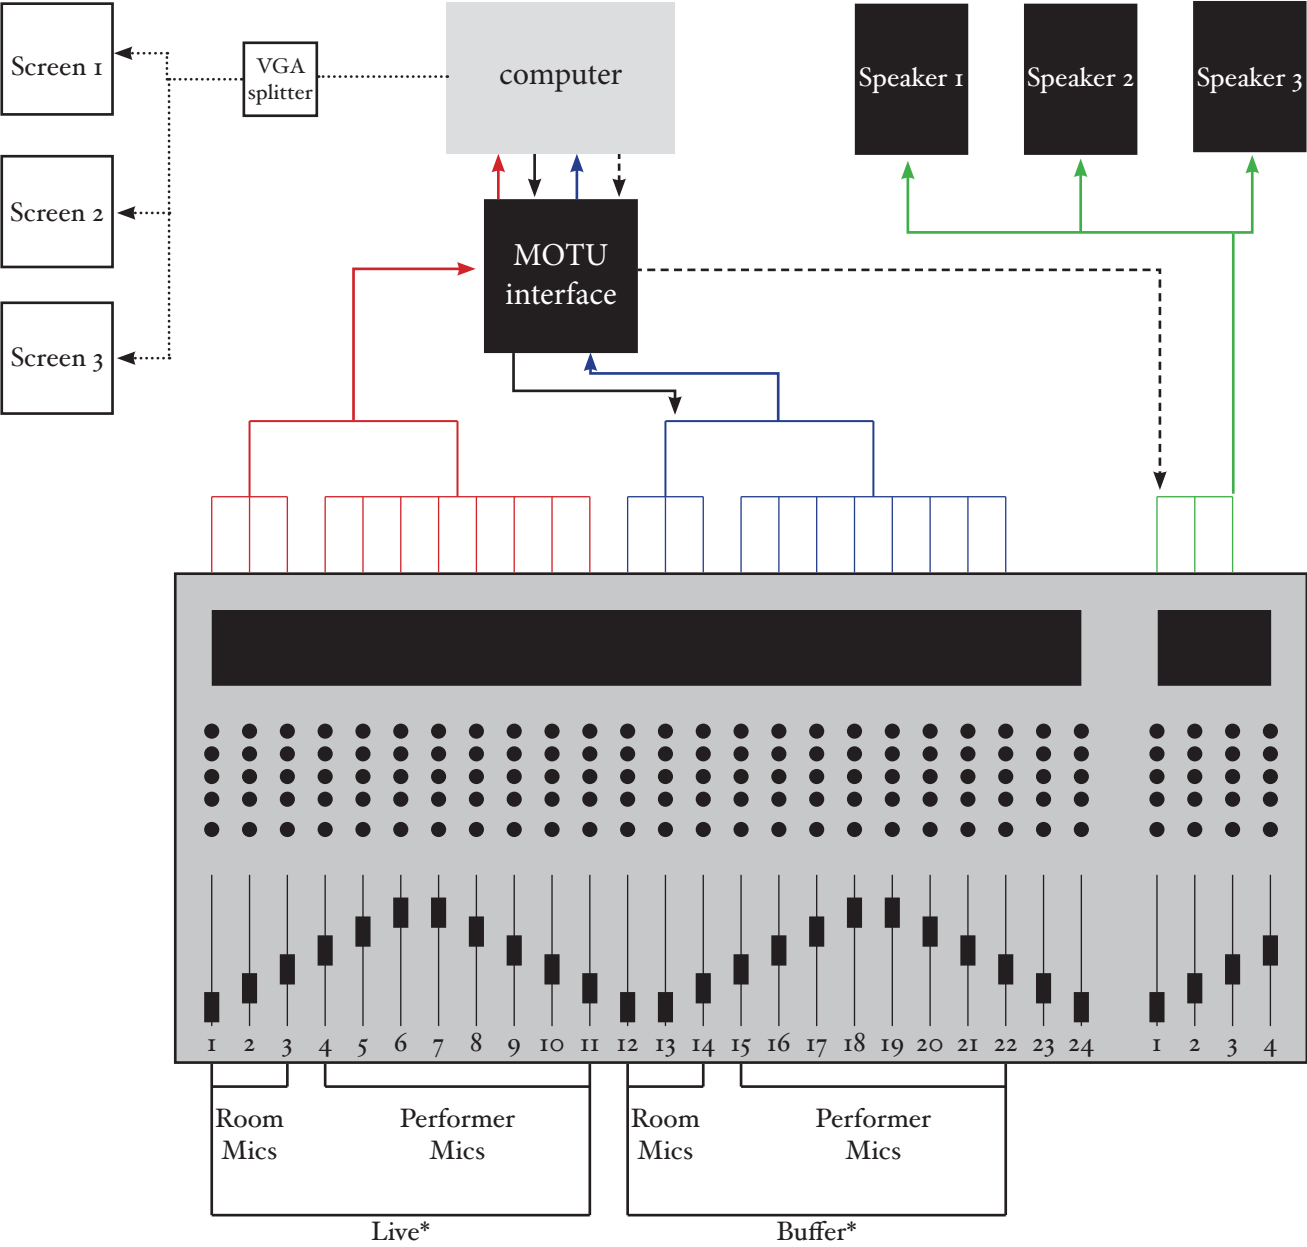 Screen 1
VGA
splitter
computer
Speaker 1
Speaker 2
Speaker 3
Screen 2
MOTU
interface
Screen 3
1 2 3 4 5 6 7 8 9 10 11 12 13 14 15 16 17 18 19 20 21 22 23 24 1 2 3 4
Room
Mics
Performer
Mics
Room
Mics
Performer
Mics
Live*
Buffer*